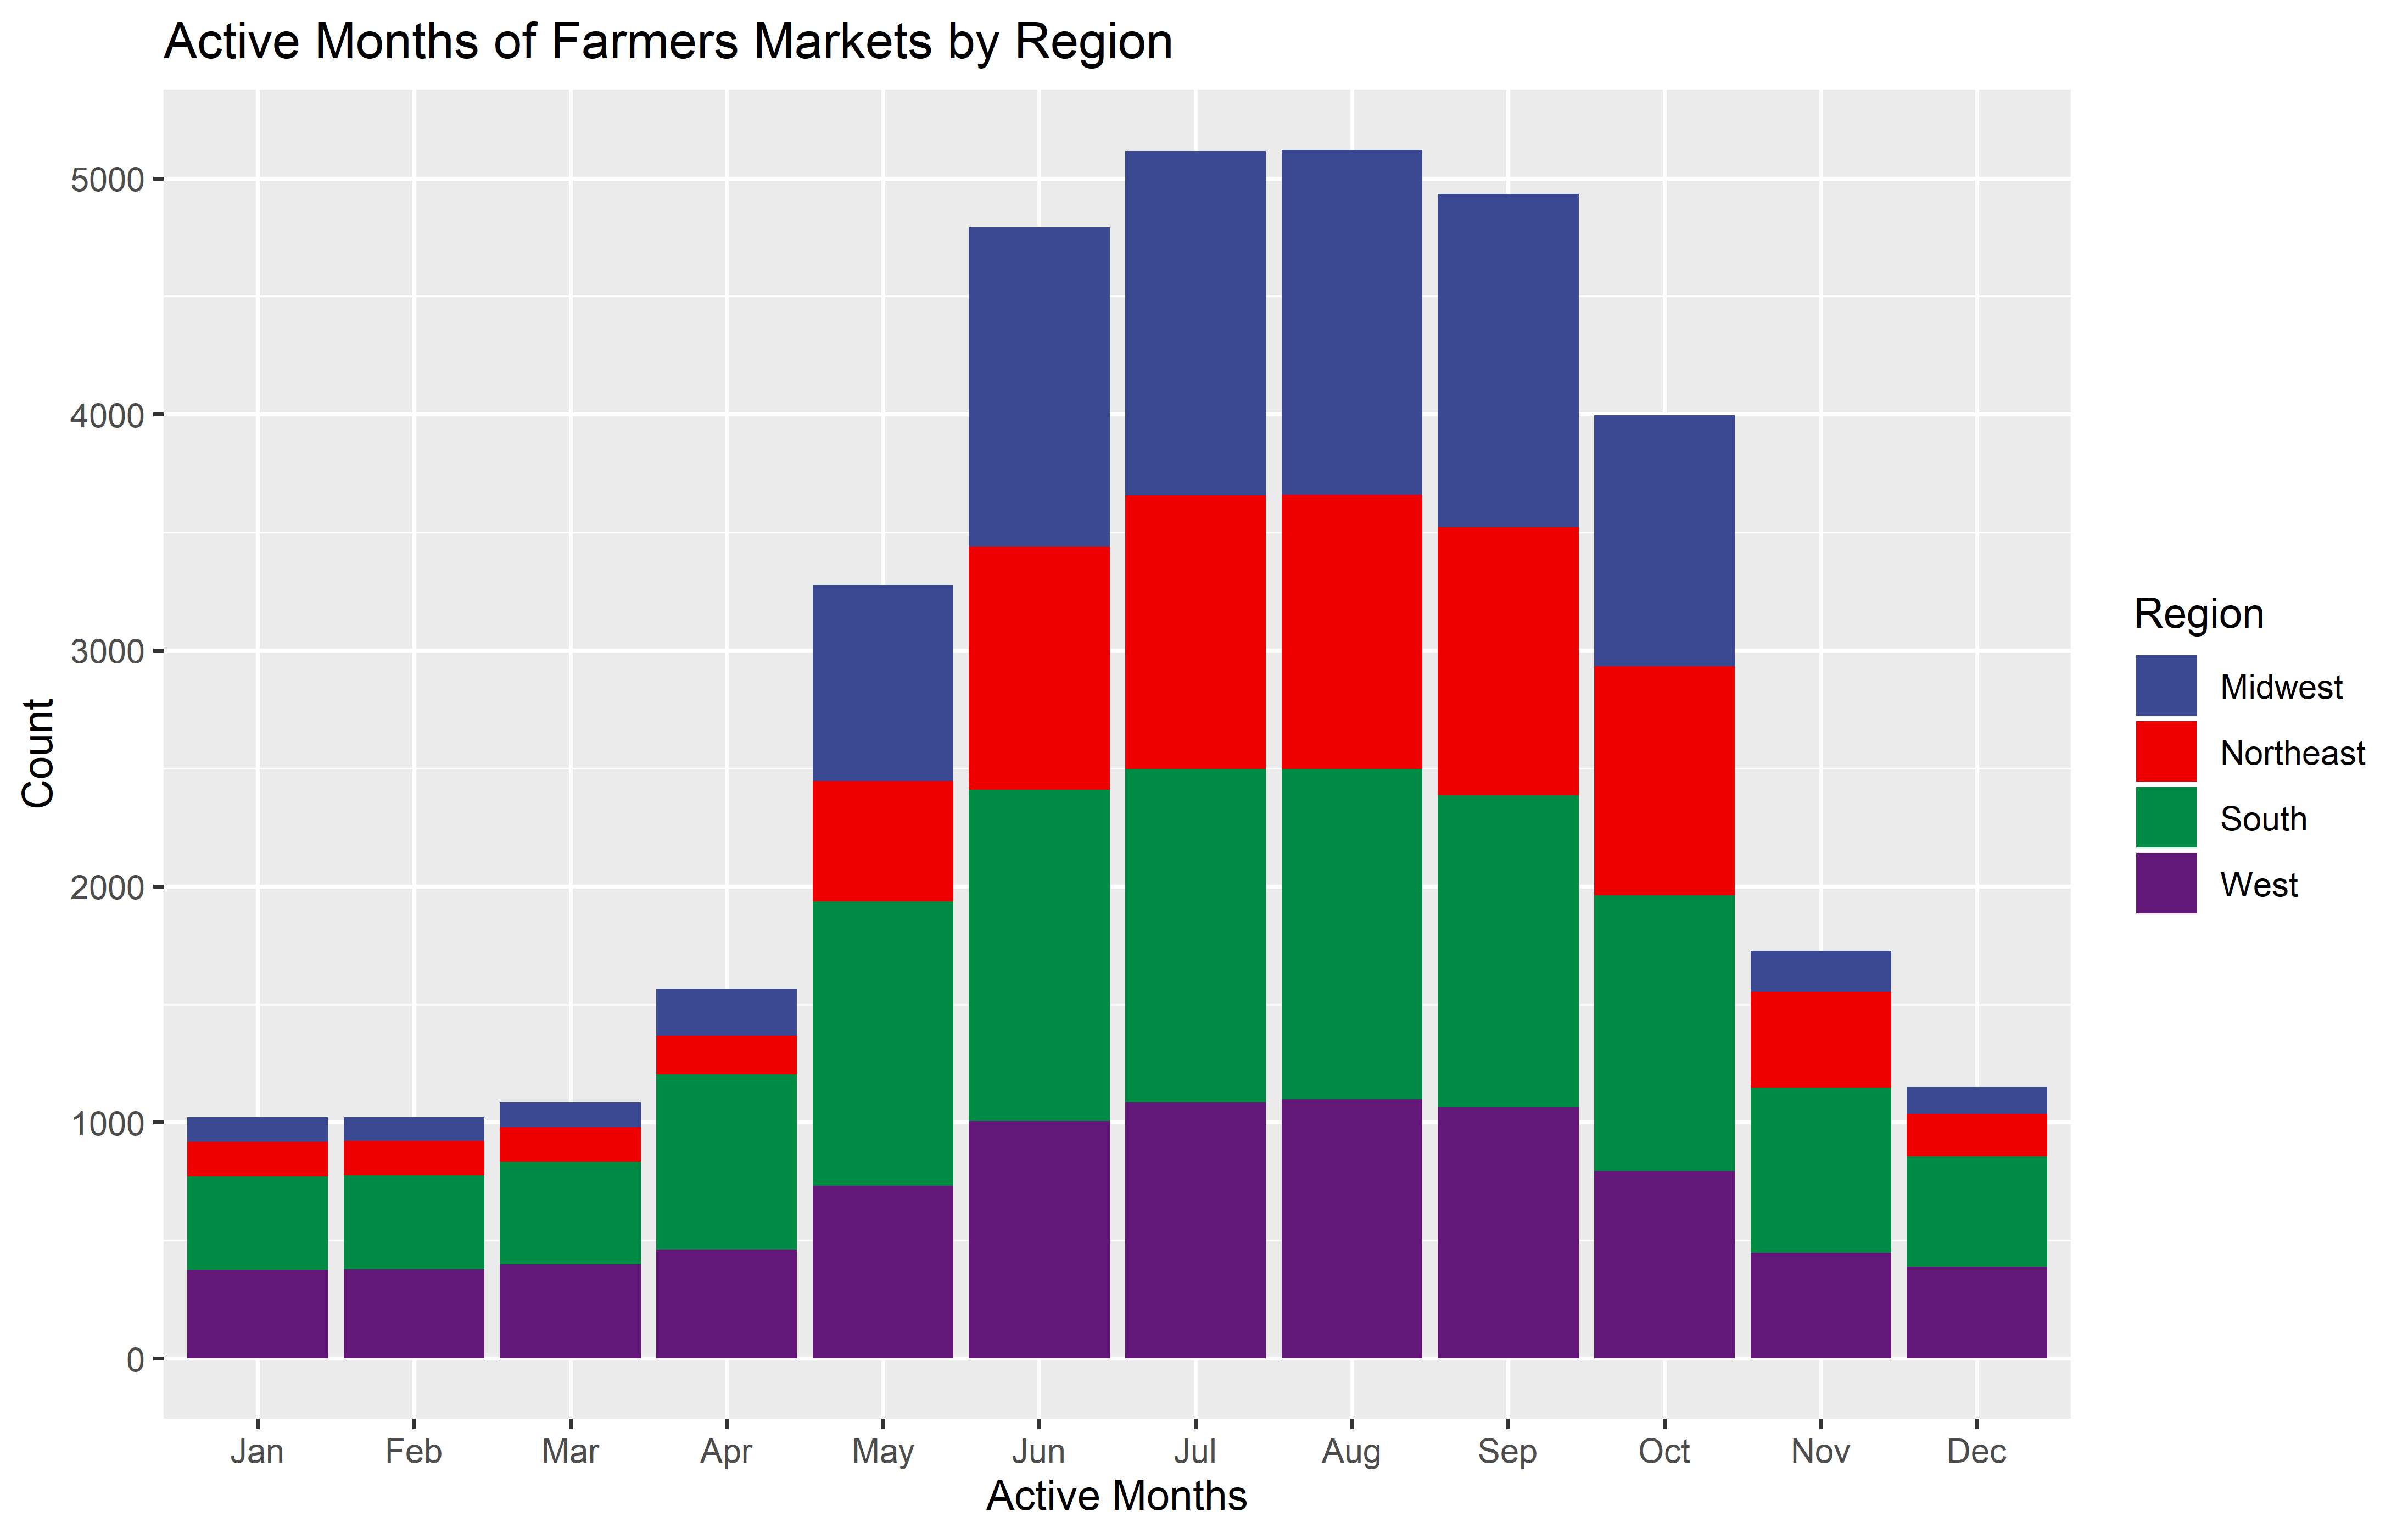 Active Months of Farmers Markets by Region
5000
4000
3000
2000
1000
0
Count
Jan Feb Mar Apr May Jun Jul Aug Sep Oct Nov Dec
Active Months
Region
Midwest
Northeast
South
West